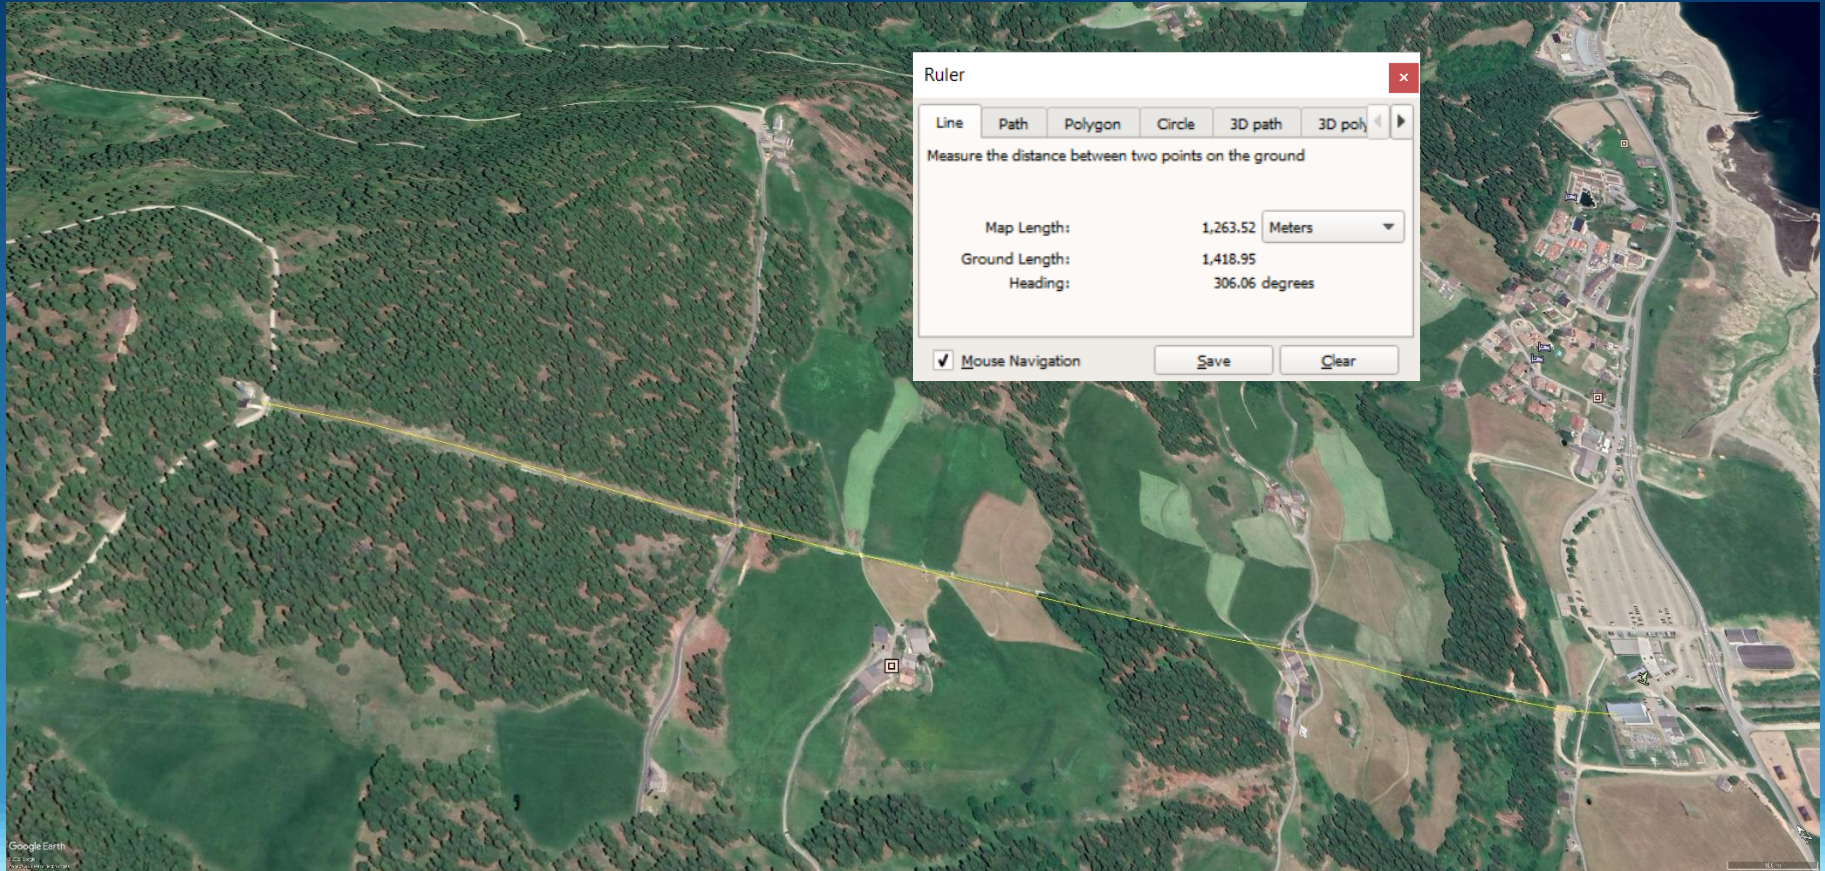 Ruler
Line Path Polygon Circle 3D path 3D poly
Measure the distance between two points on the ground
Map Length: 1,263.52 Meters
Ground Length: 1,418.95
Heading: 306.06 degrees
Mouse Navigation Save Clear
Google Earth